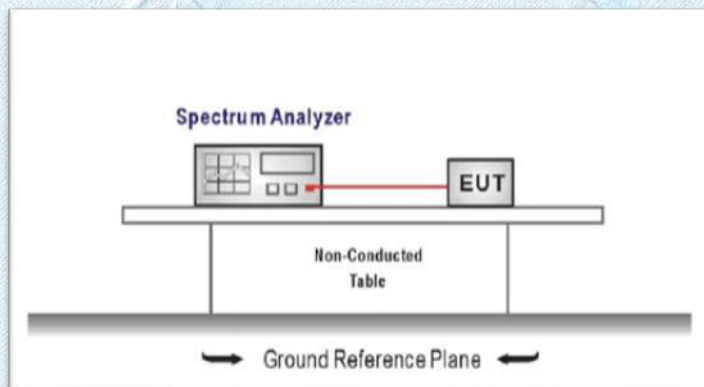 Spectrum Analyzer
EUT
Non-Conducted
Table
Ground Reference Plane